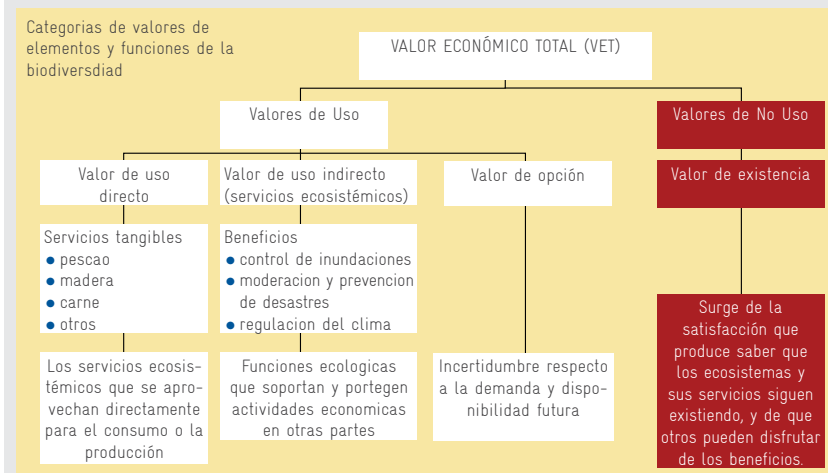 Categorias de valores de
elementos y funciones de la
biodiversdiad
VALOR ECONÓMICO TOTAL (VET)
Valores de Uso
Valores de No Uso
Valor de uso
directo
Valor de uso indirecto
(servicios ecosistémicos)
Valor de opción
Valor de existencia
Servicios tangibles
• pescao
• madera
• carne
• otros
Beneficios
• control de inundaciones
• moderacion y prevencion
de desastres
• regulacion del clima
Los servicios ecosis-
témicos que se apro-
vechan directamente
para el consumo o la
producción
Funciones ecologicas
que soportan y portegen
actividades economicas
en otras partes
Incertidumbre respecto
a la demanda y dispo-
nibilidad futura
Surge de la
satisfacción que
produce saber que
los ecosistemas y
sus servicios siguen
existiendo, y de que
otros pueden disfrutar
de los beneficios.